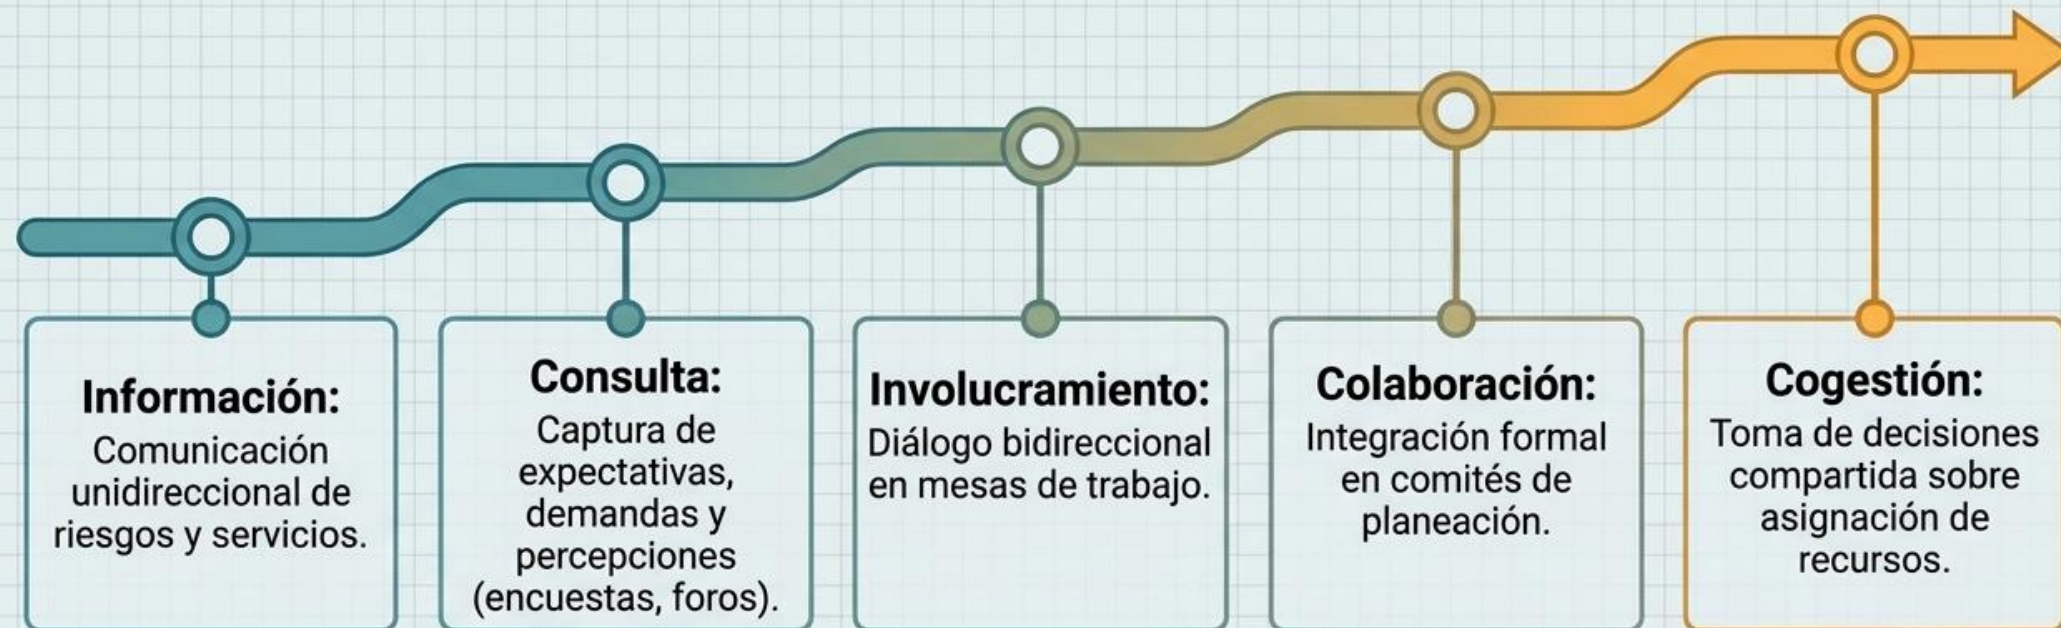 Información:
Comunicación
unidireccional de
riesgos y servicios.
Consulta:
Captura de
expectativas,
demandas y
percepciones
(encuestas, foros).
Involucramiento:
Diálogo bidireccional
en mesas de trabajo.
Colaboración:
Integración formal
en comités de
planeación.
Cogestión:
Toma de decisiones
compartida sobre
asignación de
recursos.